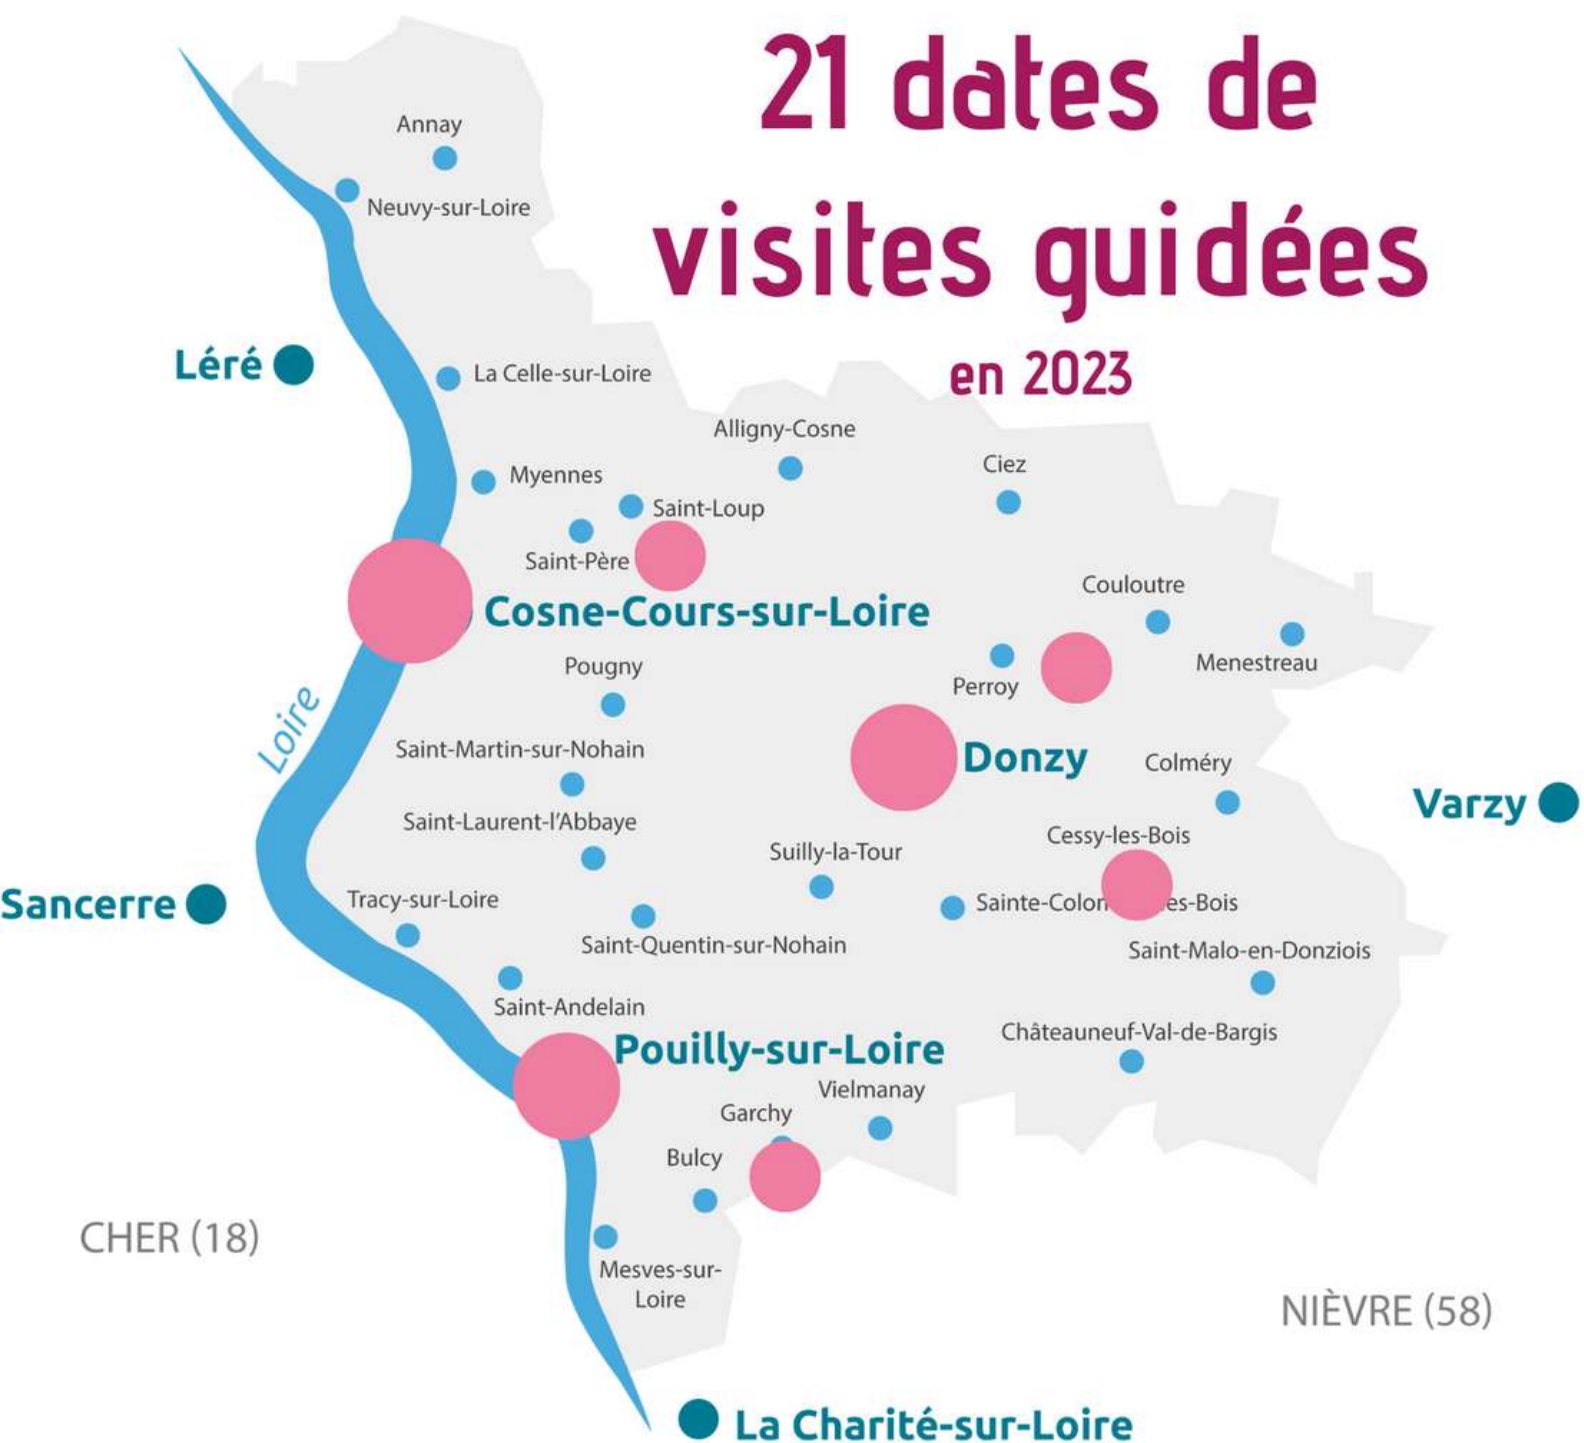 21 dates de
visites guidées
en 2023
Annay
Neuvy-sur-Loire
Léré
La Celle-sur-Loire
Alligny-Cosne
Ciez
Myennes
Saint-Loup
Saint-Père
Couloutre
Cosne-Cours-sur-Loire
Menestreau
Pougny
Perroy
Loire
Saint-Martin-sur-Nohain
Donzy
Colméry
Varzy
Saint-Laurent-l'Abbaye
Cessy-les-Bois
Suilly-la-Tour
Sancerre
Tracy-sur-Loire
Sainte-Colom es-Bois
Saint-Quentin-sur-Nohain
Saint-Malo-en-Donziois
Saint-Andelain
Châteauneuf-Val-de-Bargis
Pouilly-sur-Loire
Vielmanay
Garchy
Bulcy
CHER (18)
Mesves-sur-
Loire
NIÈVRE (58)
La Charité-sur-Loire